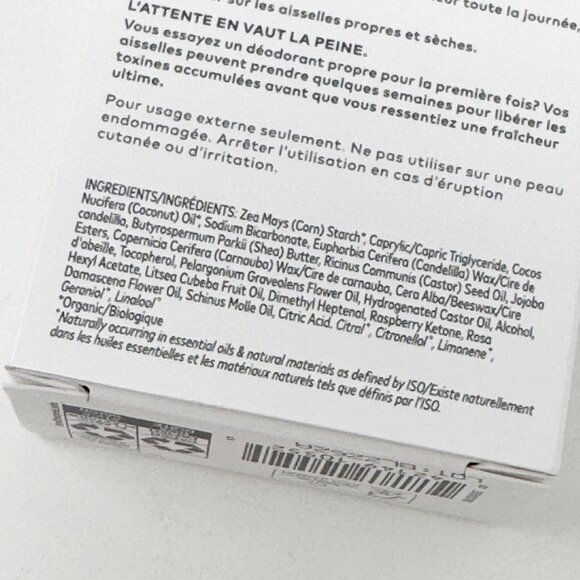 sur les aisselles propres et sèches.
toute la journée,
L'ATTENTE EN VAUT LA PEINE.
Vous essayez un déodorant propre pour la première fois? Vos
aisselles peuvent prendre quelques semaines pour libérer les
toxines accumulées avant que vous ressentiez une fraîcheur
ultime.
Pour usage externe seulement. Ne pas utiliser sur une peau
endommagée. Arrêter l'utilisation en cas d'éruption
cutanée ou d'irritation.
INGREDIENTS/INGRÉDIENTS: Zea Mays (Corn) Starch*, Caprylic/Capric Triglyceride, Cocos
Nucifera (Coconut) Oil*, Sodium Bicarbonate, Euphorbia Cerifera (Candelilla) Wax/Cire de
candelilla, Butyrospermum Parkii (Shea) Butter, Ricinus Communis (Castor) Seed Oil, Jojoba
Esters, Copernicia Cerifera (Carnauba) Wax/Cire de carnauba, Cera Alba/Beeswax/Cire
d'abeille, Tocopherol, Pelargonium Graveolens Flower Oil, Hydrogenated Castor Oil, Alcohol,
Hexyl Acetate, Litsea Cubeba Fruit Oil, Dimethyl Heptenal, Raspberry Ketone, Rosa
Damascena Flower Oil, Schinus Molle Oil, Citric Acid. Citral⁺, Citronellol⁺, Limonene⁺,
Geraniol⁺, Linalool⁺
*Organic/Biologique
⁺Naturally occurring in essential oils & natural materials as defined by ISO/Existe naturellement
dans les huiles essentielles et les matériaux naturels tels que défini par l'ISO.